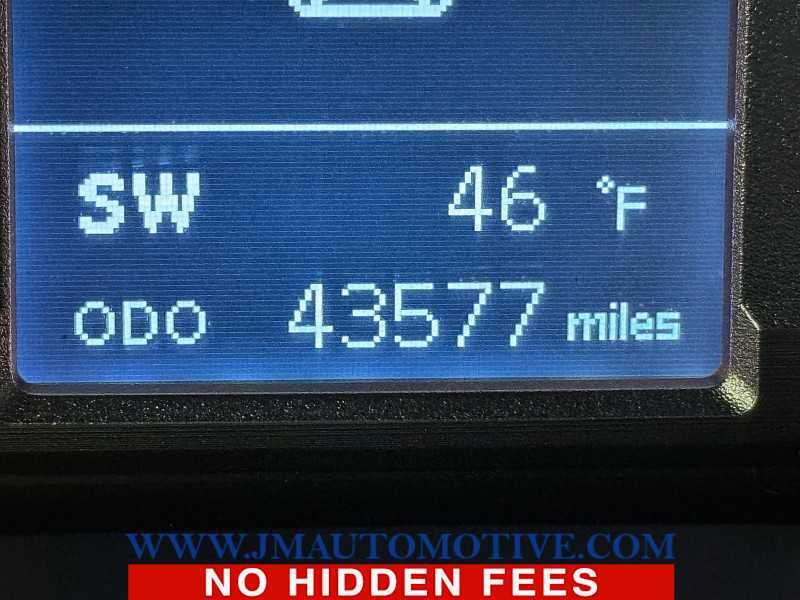 SW 46 °F
ODO 43577 miles
WWW.JMAUTOMOTIVE.COM
NO HIDDEN FEES